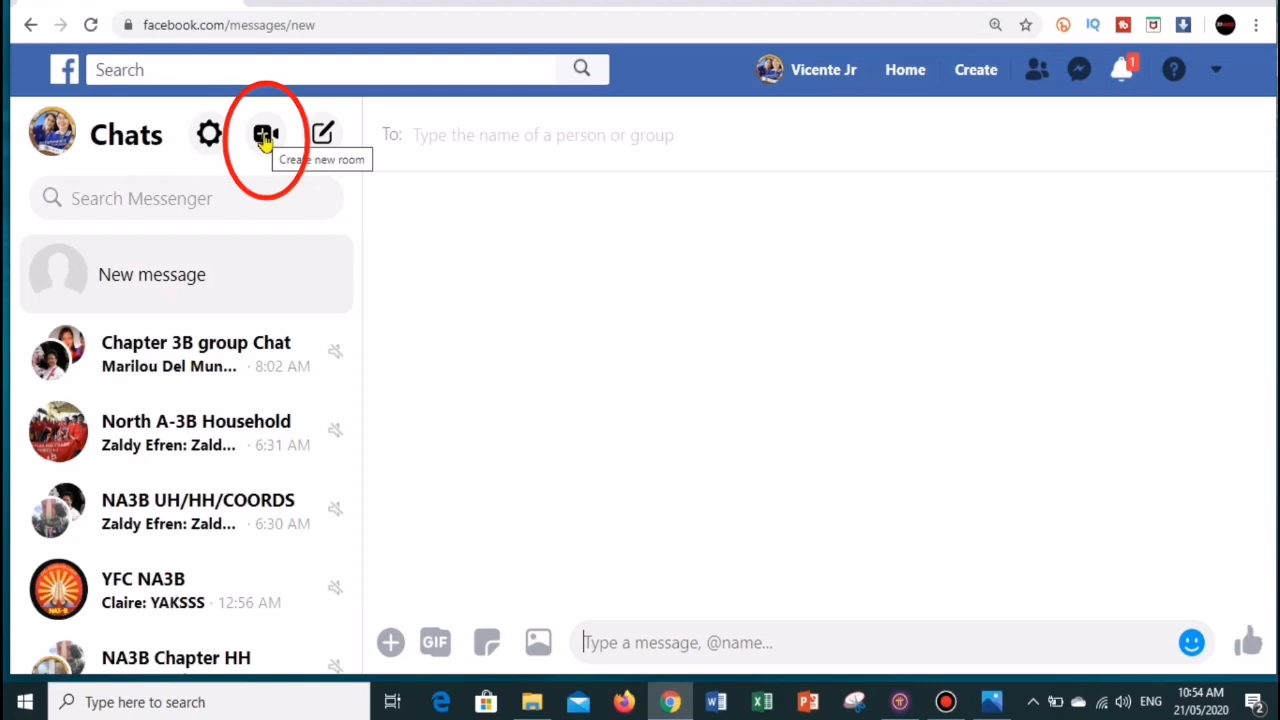 facebook.com/messages/new
Search
Vicente Jr
Home
Create
1
Chats
Create new room
To: Type the name of a person or group
Search Messenger
New message
Chapter 3B group Chat
Marilou Del Mun... · 8:02 AM
North A-3B Household
Zaldy Efren: Zald... · 6:31 AM
NA3B UH/HH/COORDS
Zaldy Efren: Zald... · 6:30 AM
YFC NA3B
Claire: YAKSSS · 12:56 AM
NA3B Chapter HH
GIF
Type a message, @name...
Type here to search
ENG
10:54 AM
21/05/2020
2